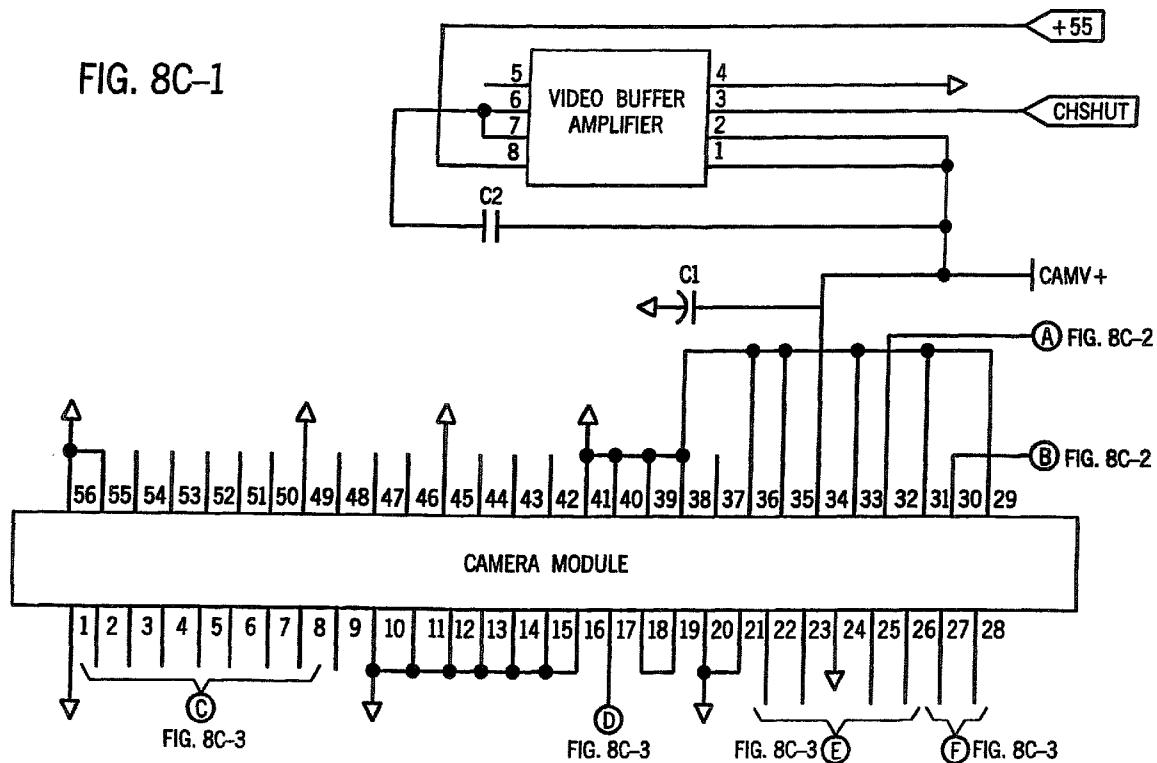 FIG. 8C-1
+55
5 VIDEO BUFFER 4
6 AMPLIFIER 3
7 2
8 1
CHSHUT
C2
C1
CAMV+
A FIG. 8C-2
B FIG. 8C-2
56 55 54 53 52 51 50 49 48 47 46 45 44 43 42 41 40 39 38 37 36 35 34 33 32 31 30 29
CAMERA MODULE
1 2 3 4 5 6 7 8 9 10 11 12 13 14 15 16 17 18 19 20 21 22 23 24 25 26 27 28
C
FIG. 8C-3
D
FIG. 8C-3
FIG. 8C-3 E
F FIG. 8C-3